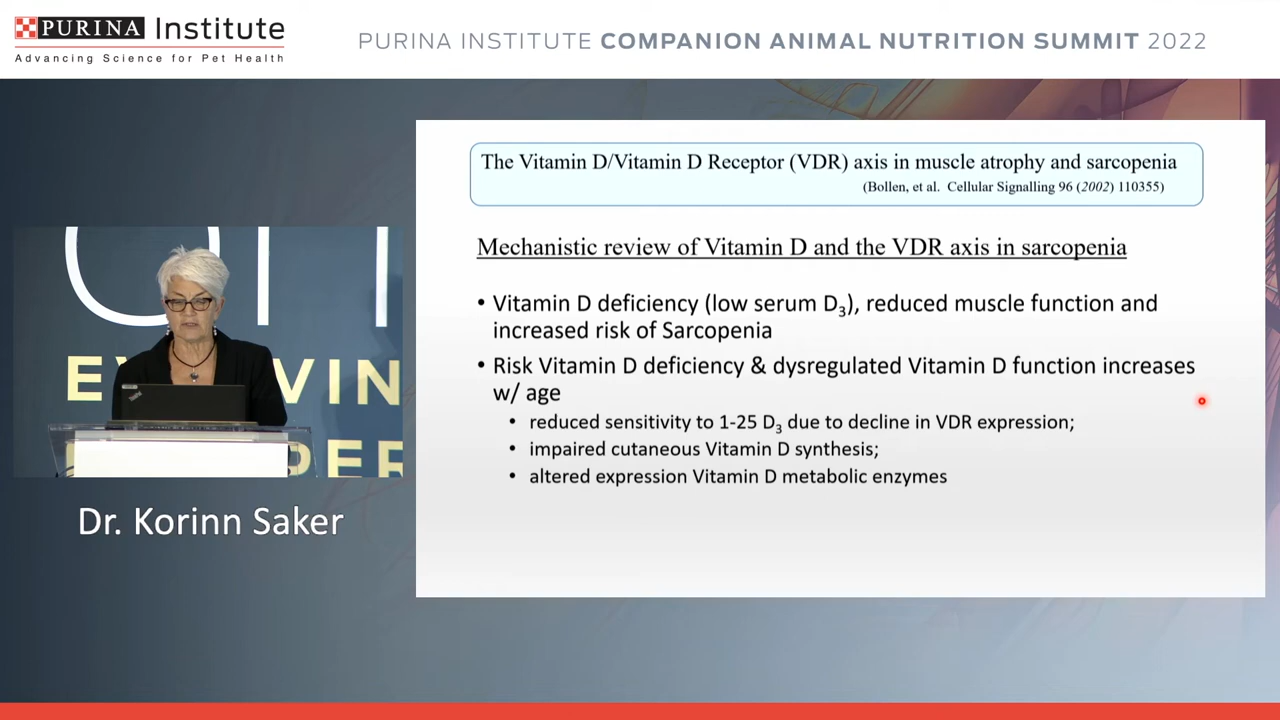 PURINA Institute
Advancing Science for Pet Health
PURINA INSTITUTE COMPANION ANIMAL NUTRITION SUMMIT 2022
The Vitamin D/Vitamin D Receptor (VDR) axis in muscle atrophy and sarcopenia
(Bollen, et al. Cellular Signalling 96 (2002) 110355)
Mechanistic review of Vitamin D and the VDR axis in sarcopenia
• Vitamin D deficiency (low serum D₃), reduced muscle function and
increased risk of Sarcopenia
• Risk Vitamin D deficiency & dysregulated Vitamin D function increases
w/ age
• reduced sensitivity to 1-25 D₃ due to decline in VDR expression;
• impaired cutaneous Vitamin D synthesis;
• altered expression Vitamin D metabolic enzymes
Dr. Korinn Saker